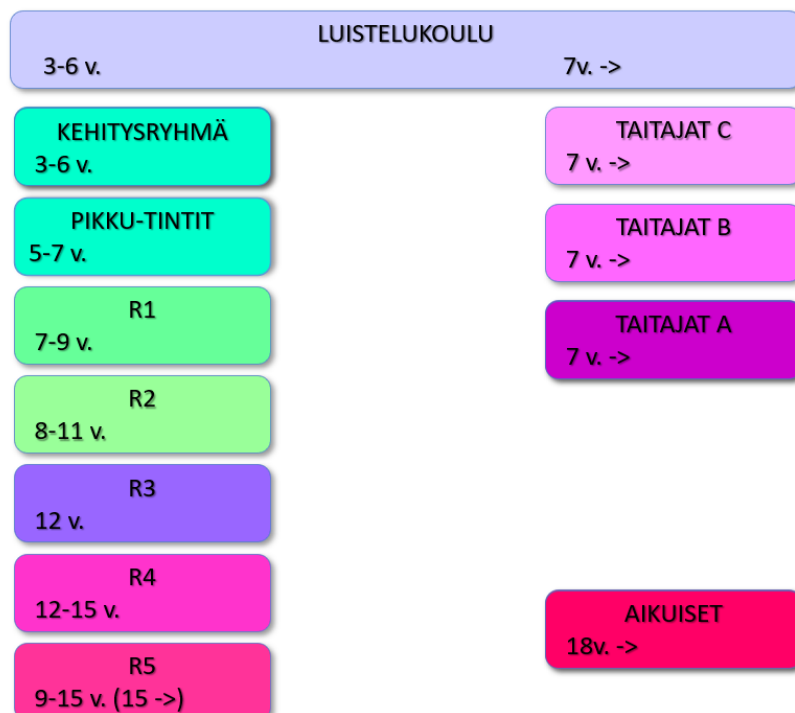 LUISTELUKOULU
3-6 v. 7v. ->
KEHITYSRYHMÄ
3-6 v.
PIKKU-TINTIT
5-7 v.
R1
7-9 v.
R2
8-11 v.
R3
12 v.
R4
12-15 v.
R5
9-15 v. (15 ->)
TAITAJAT C
7 v. ->
TAITAJAT B
7 v. ->
TAITAJAT A
7 v. ->
AIKUISET
18v. ->